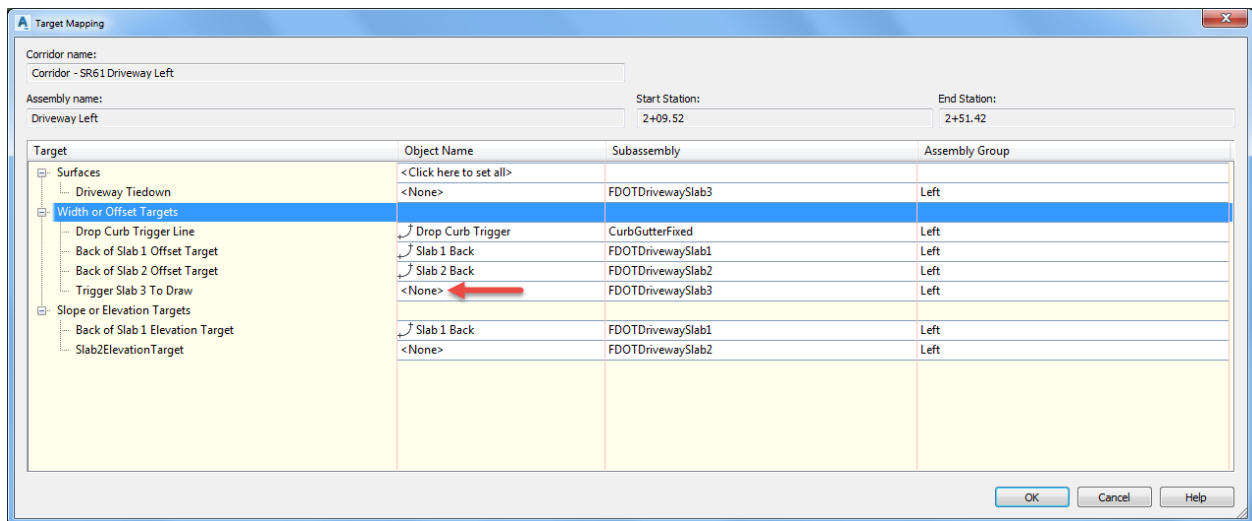 Target Mapping
Corridor name:
Corridor - SR61 Driveway Left
Assembly name: Start Station: End Station:
Driveway Left 2+09.52 2+51.42
Target Object Name Subassembly Assembly Group
Surfaces <Click here to set all>
Driveway Tiedown <None> FDOTDrivewaySlab3 Left
Width or Offset Targets
Drop Curb Trigger Line Drop Curb Trigger CurbGutterFixed Left
Back of Slab 1 Offset Target Slab 1 Back FDOTDrivewaySlab1 Left
Back of Slab 2 Offset Target Slab 2 Back FDOTDrivewaySlab2 Left
Trigger Slab 3 To Draw <None> FDOTDrivewaySlab3 Left
Slope or Elevation Targets
Back of Slab 1 Elevation Target Slab 1 Back FDOTDrivewaySlab1 Left
Slab2ElevationTarget <None> FDOTDrivewaySlab2 Left
OK Cancel Help